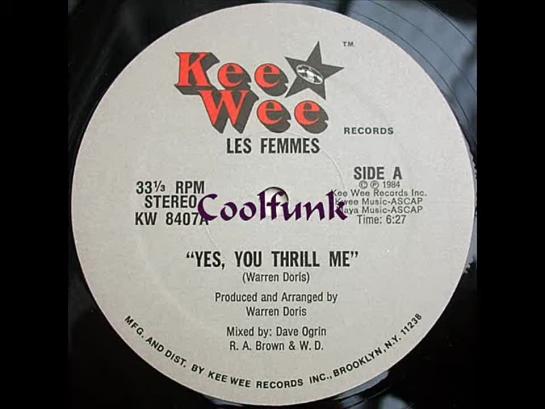 Kee
Wee
TM.
RECORDS
LES FEMMES
33⅓ RPM
STEREO
KW 8407A
SIDE A
© ℗ 1984
Kee Wee Records Inc.
Kwee Music-ASCAP
Maya Music-ASCAP
Time: 6:27
Coolfunk
"YES, YOU THRILL ME"
(Warren Doris)
Produced and Arranged by
Warren Doris
Mixed by: Dave Ogrin
R. A. Brown & W. D.
MFG. AND DIST. BY KEE WEE RECORDS INC., BROOKLYN, N.Y. 11238